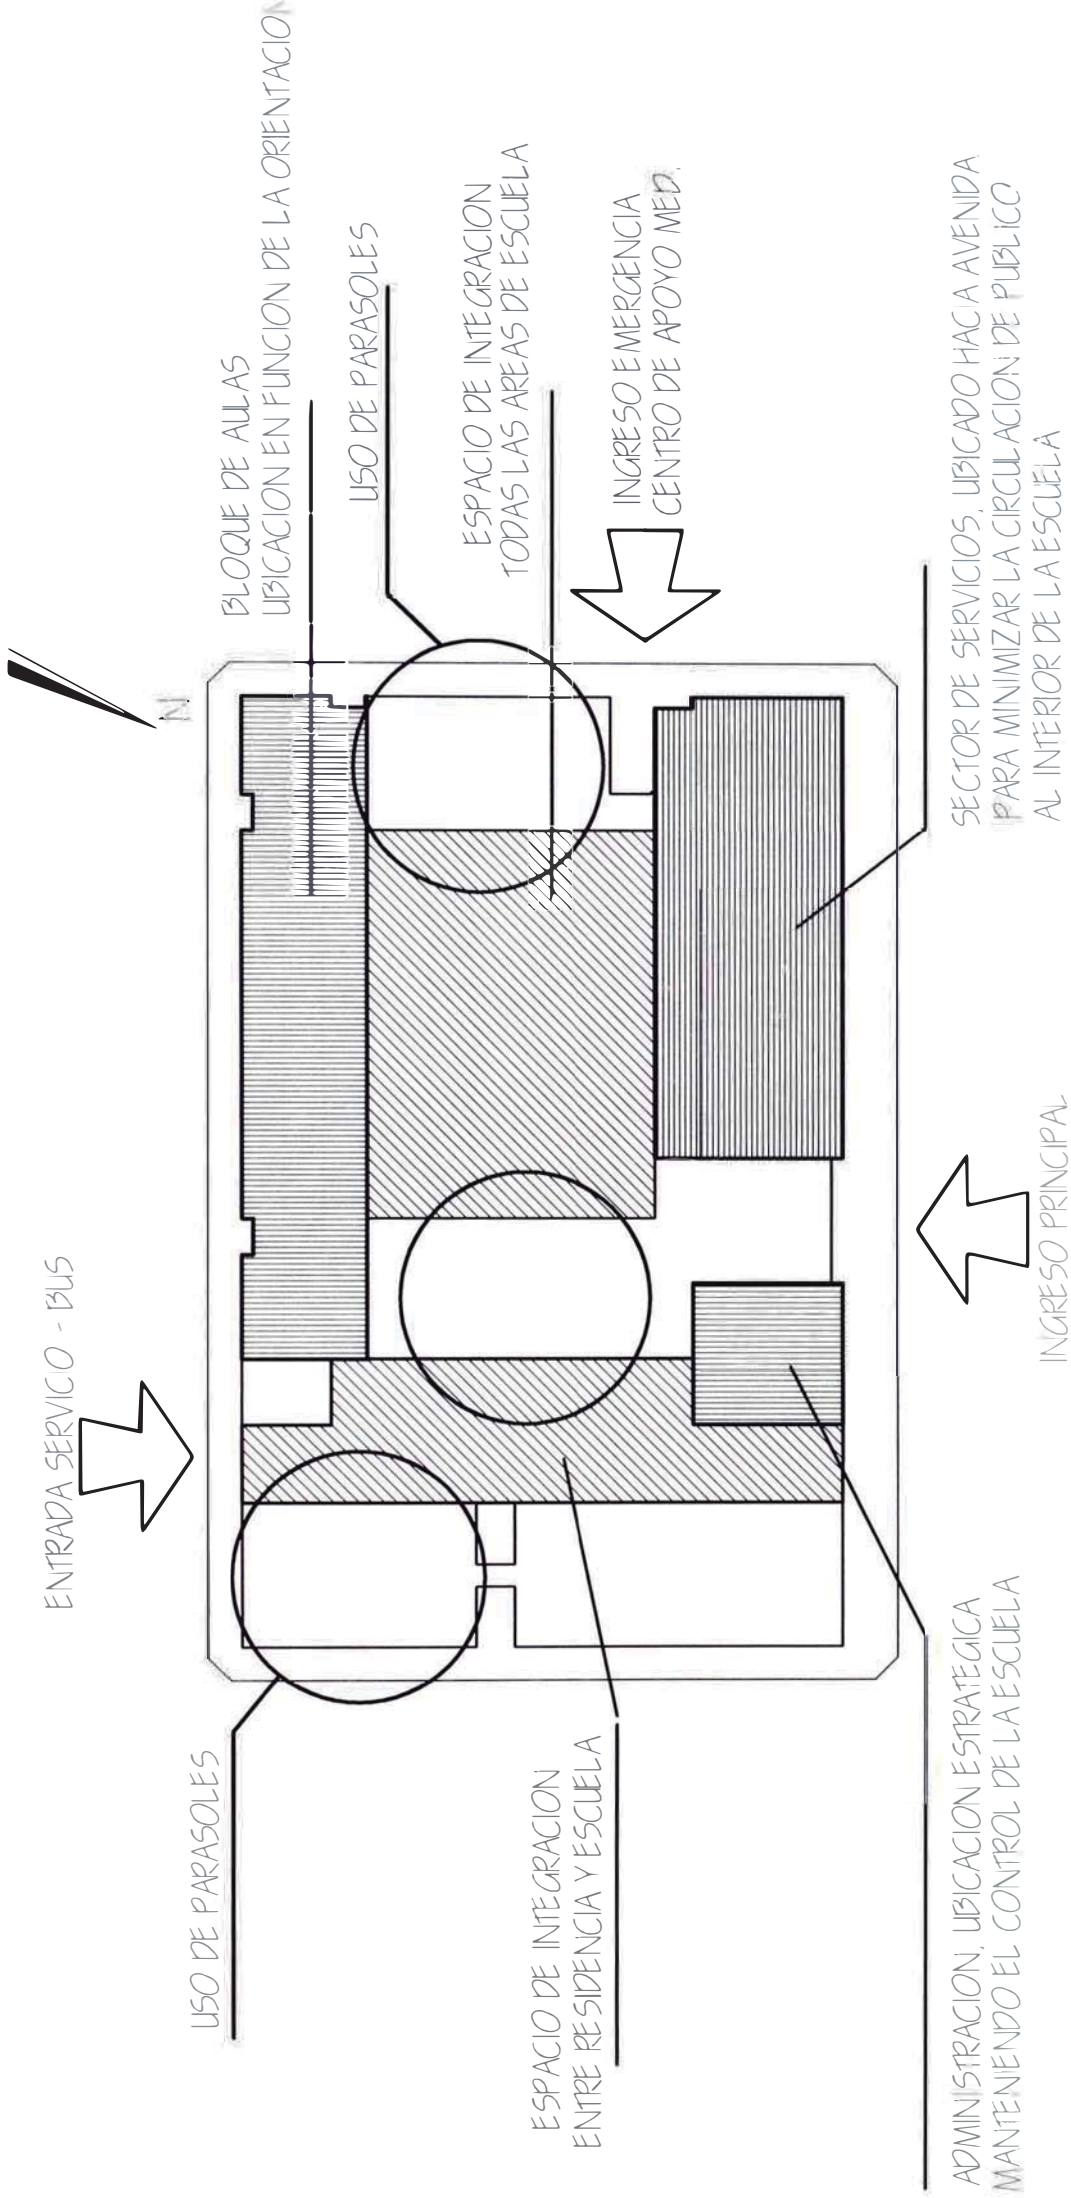 ENTRADA SERVICIO - BUS
N
BLOQUE DE AULAS
UBICACION EN FUNCION DE LA ORIENTACION
USO DE PARASOLES
USO DE PARASOLES
ESPACIO DE INTEGRACION
TODAS LAS AREAS DE ESCUELA
INGRESO EMERGENCIA
CENTRO DE APOYO MED.
ESPACIO DE INTEGRACION
ENTRE RESIDENCIA Y ESCUELA
ADMINISTRACION, UBICACION ESTRATEGICA
MANTENIENDO EL CONTROL DE LA ESCUELA
INGRESO PRINCIPAL
SECTOR DE SERVICIOS, UBICADO HACIA AVENIDA
PARA MINIMIZAR LA CIRCULACION DE PUBLICO
AL INTERIOR DE LA ESCUELA